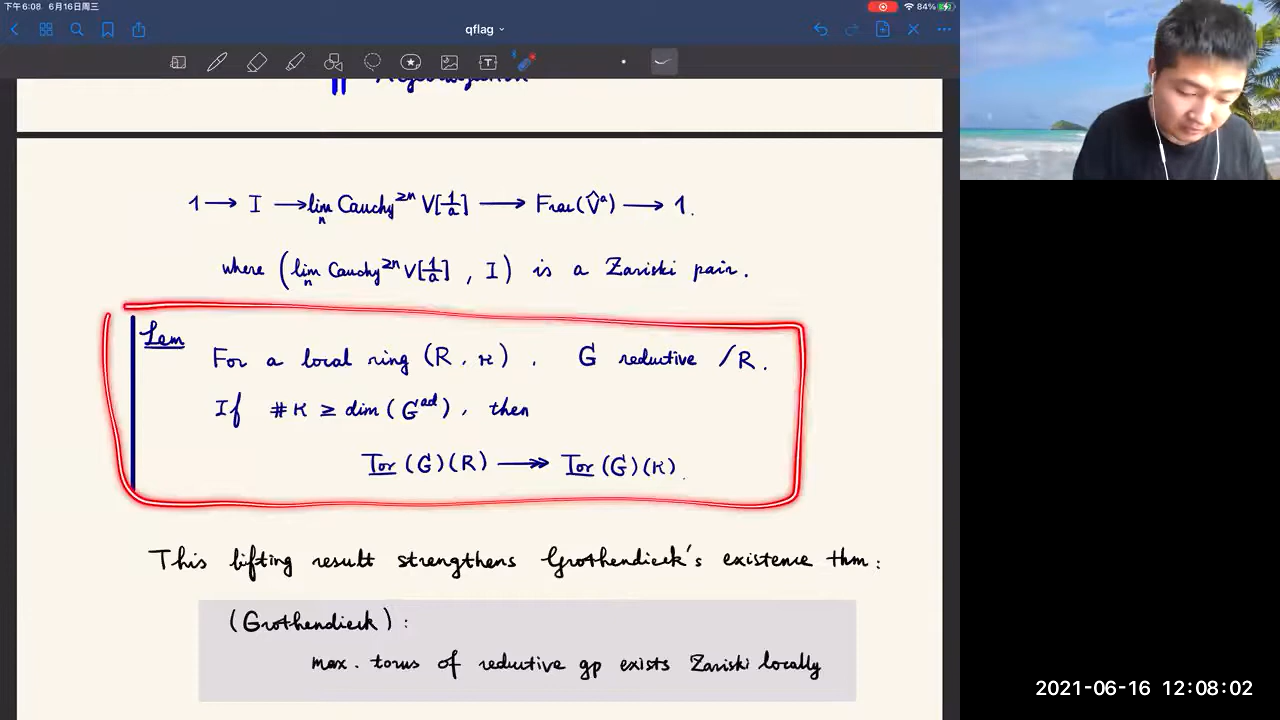 下午6:08 6月16日周三
84%
qflag
1 → I → lim_n Cauchy^{≥n} V[1/a] → Frac(V̂^a) → 1.
where (lim_n Cauchy^{≥n} V[1/a], I) is a Zariski pair.
Lem
For a local ring (R, κ). G reductive /R.
If #κ ≥ dim(G^{ad}), then
Tor(G)(R) ↠ Tor(G)(κ).
This lifting result strengthens Grothendieck's existence thm:
(Grothendieck):
max. torus of reductive gp exists Zariski locally
2021-06-16 12:08:02